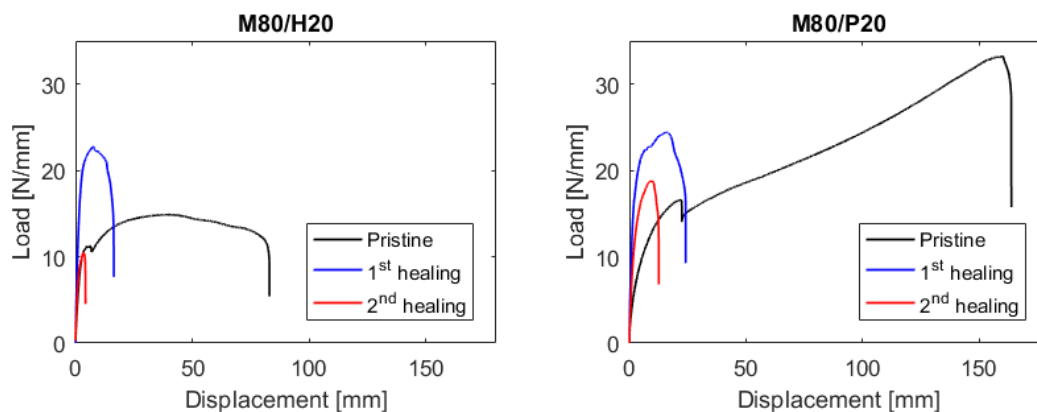 M80/H20
Load [N/mm]
30
20
10
0
0
50
100
150
Displacement [mm]
Pristine
1st healing
2nd healing
M80/P20
Load [N/mm]
30
20
10
0
0
50
100
150
Displacement [mm]
Pristine
1st healing
2nd healing